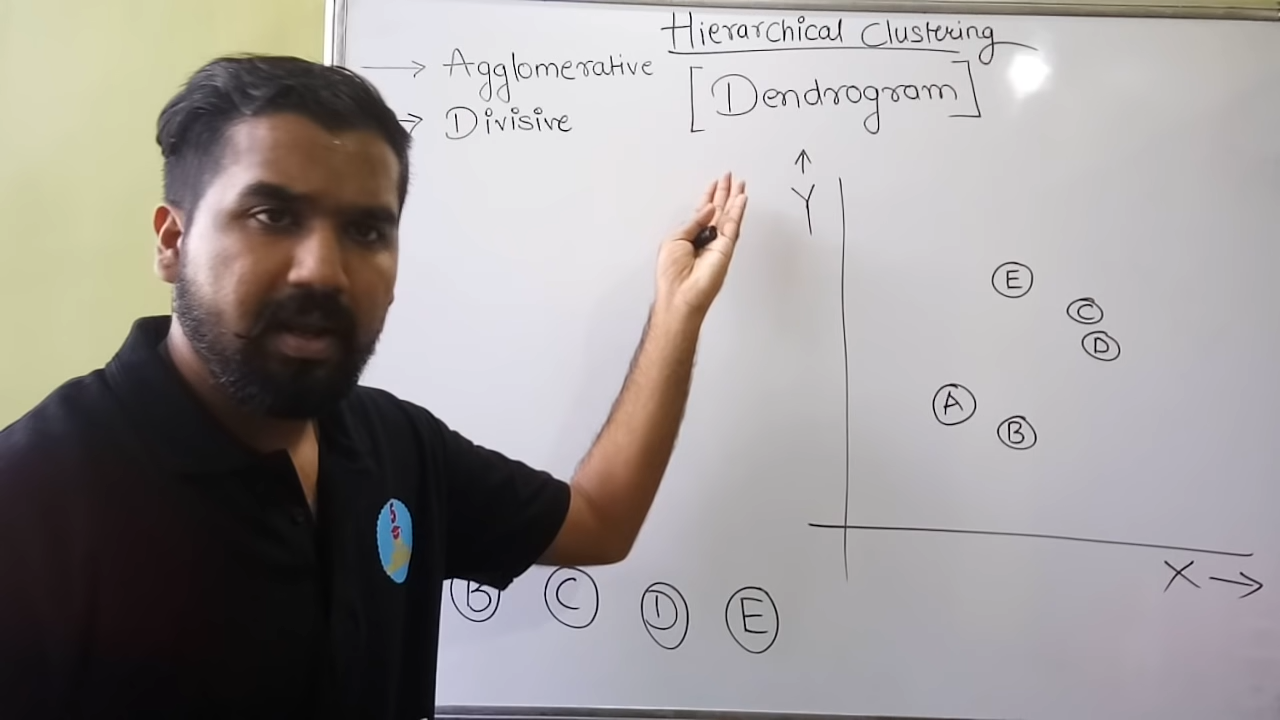 Hierarchical Clustering
→ Agglomerative
[Dendrogram]
→ Divisive
↑
Y
E
C
D
A
B
X →
B C D E